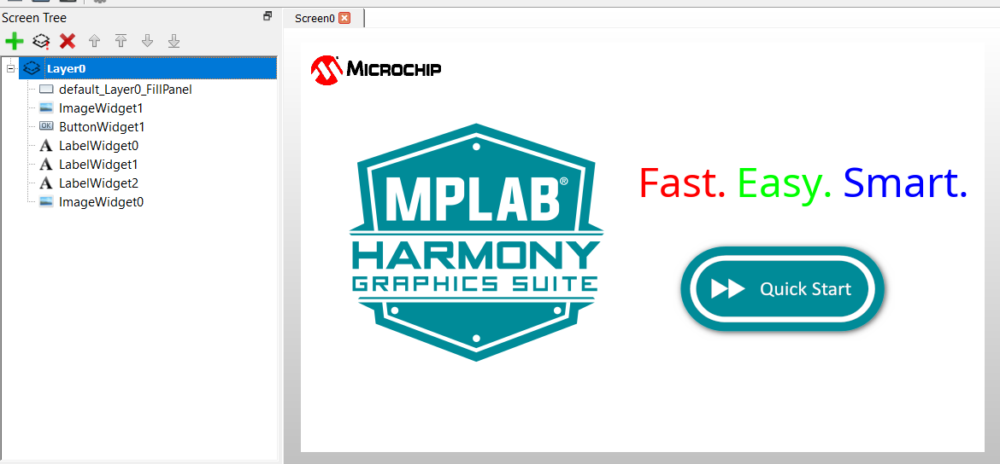 Screen Tree
Layer0
default_Layer0_FillPanel
ImageWidget1
OK
ButtonWidget1
A
LabelWidget0
A
LabelWidget1
A
LabelWidget2
ImageWidget0
Screen0
MICROCHIP
MPLAB®
HARMONY
GRAPHICS SUITE
Fast. Easy. Smart.
Quick Start